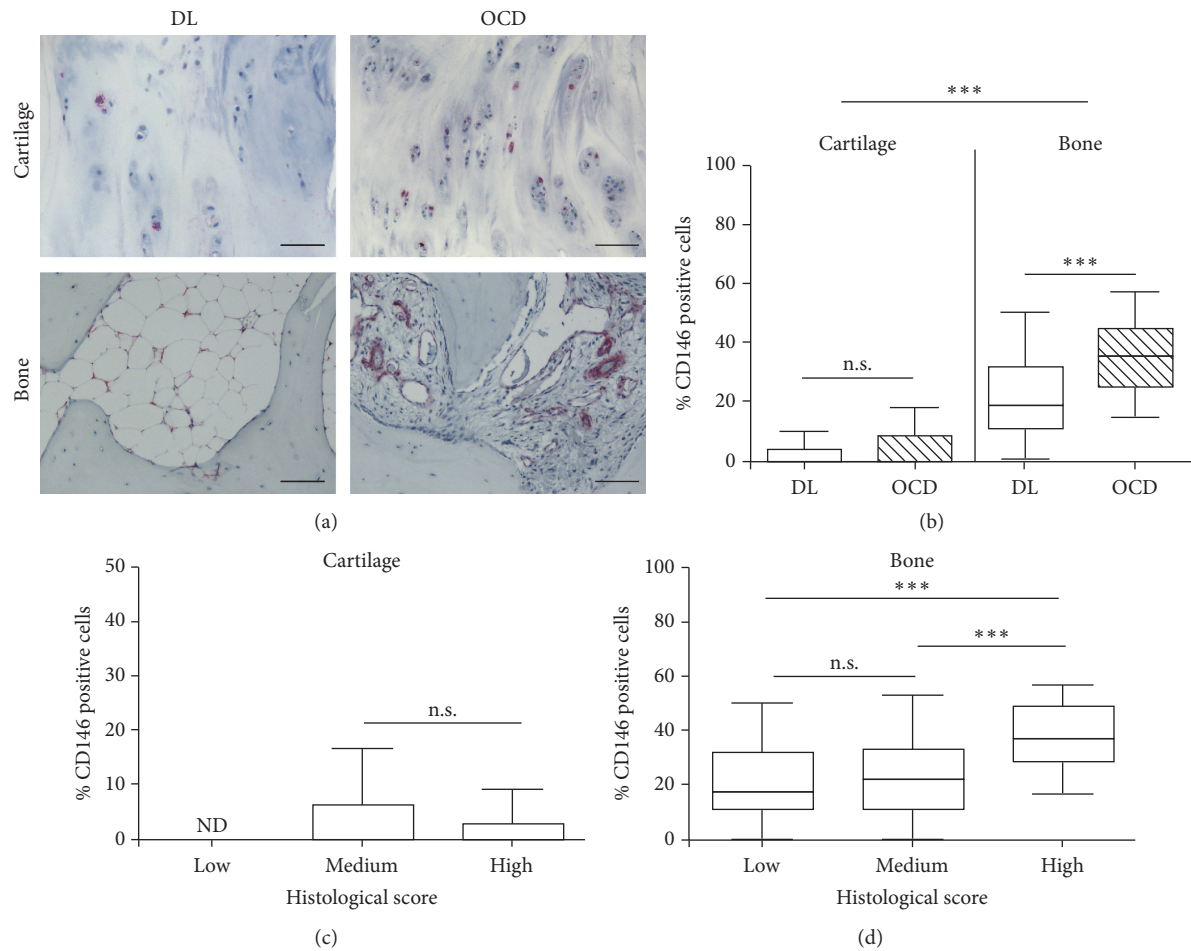 DL
OCD
Cartilage
Bone
(a)
***
Cartilage
Bone
% CD146 positive cells
100
80
60
40
20
0
n.s.
***
DL
OCD
DL
OCD
(b)
Cartilage
% CD146 positive cells
50
40
30
20
10
0
ND
n.s.
Low
Medium
High
Histological score
(c)
Bone
% CD146 positive cells
100
80
60
40
20
0
***
n.s.
***
Low
Medium
High
Histological score
(d)